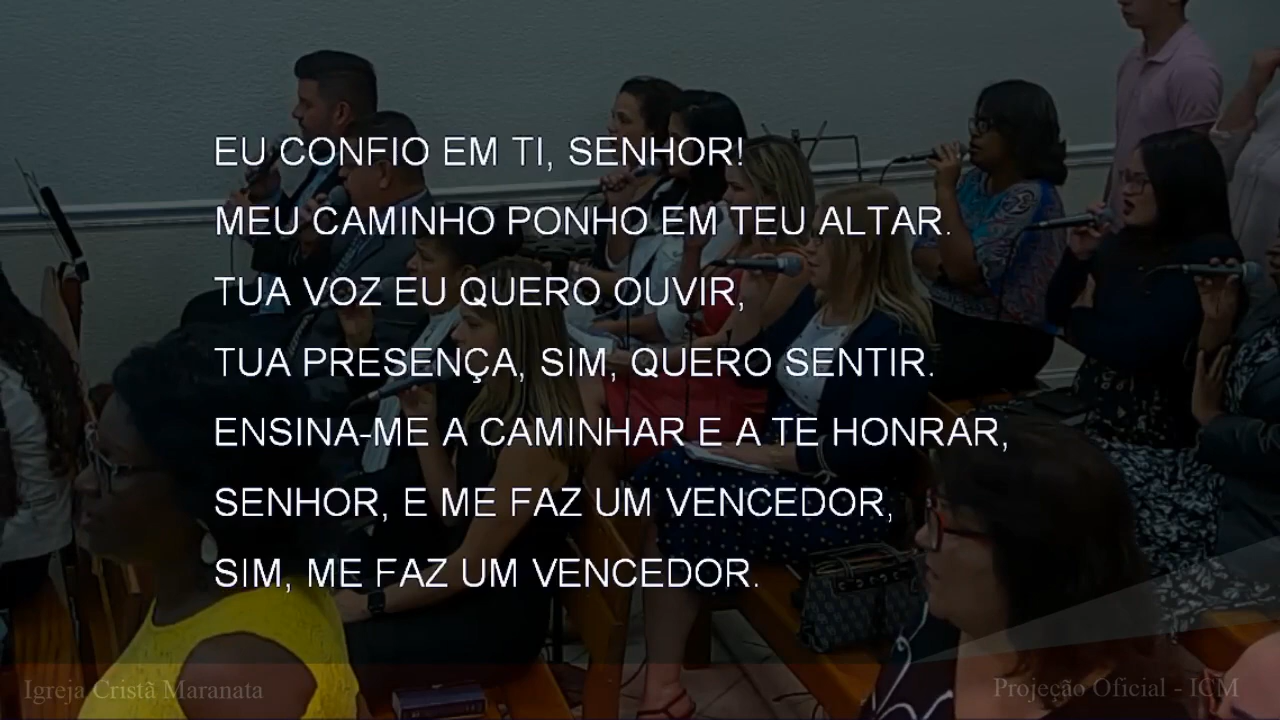 EU CONFIO EM TI, SENHOR!
MEU CAMINHO PONHO EM TEU ALTAR.
TUA VOZ EU QUERO OUVIR,
TUA PRESENÇA, SIM, QUERO SENTIR.
ENSINA-ME A CAMINHAR E A TE HONRAR,
SENHOR, E ME FAZ UM VENCEDOR,
SIM, ME FAZ UM VENCEDOR.
Igreja Cristã Maranata
Projeção Oficial - ICM